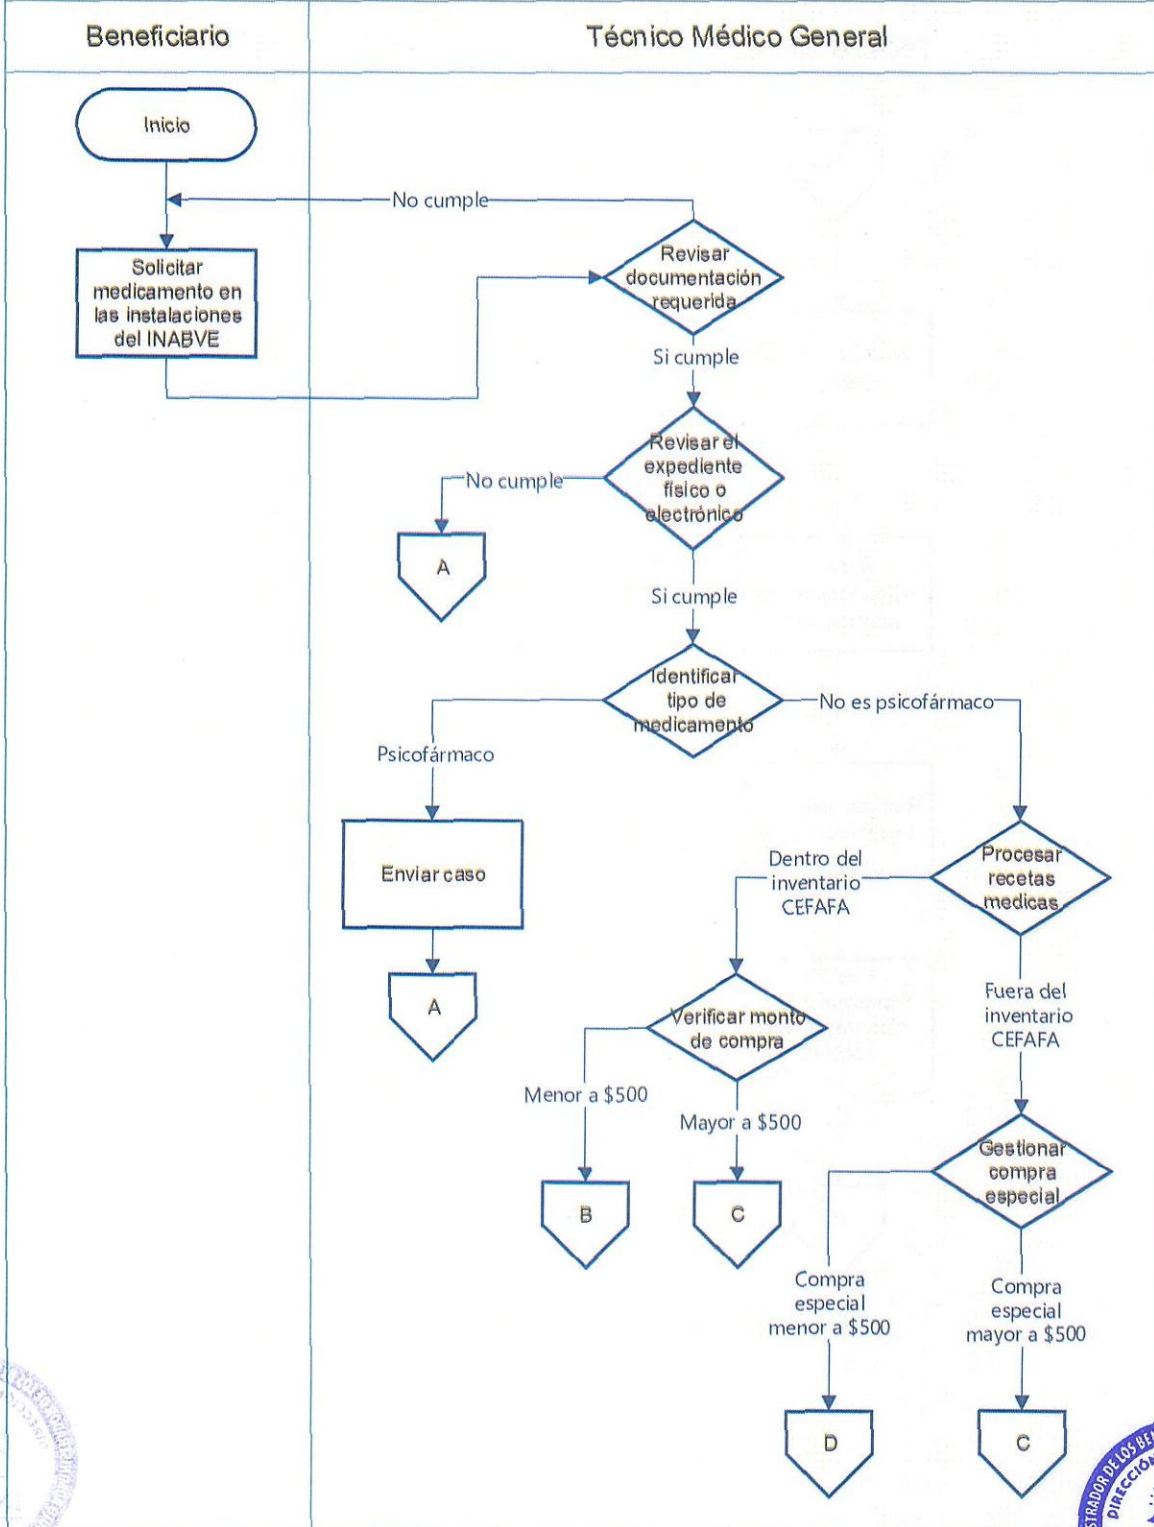 Beneficiario
Técnico Médico General
Inicio
No cumple
Revisar
documentación
requerida
Solicitar
medicamento en
las instalaciones
del INABVE
Si cumple
Revisar el
expediente
físico o
electrónico
No cumple
A
Si cumple
Identificar
tipo de
medicamento
No es psicofármaco
Psicofármaco
Enviar caso
A
Procesar
recetas
medicas
Dentro del
inventario
CEFAFA
Fuera del
inventario
CEFAFA
Verificar monto
de compra
Menor a $500
Mayor a $500
B
C
Gestionar
compra
especial
Compra
especial
menor a $500
Compra
especial
mayor a $500
D
C
DIRECCIÓN